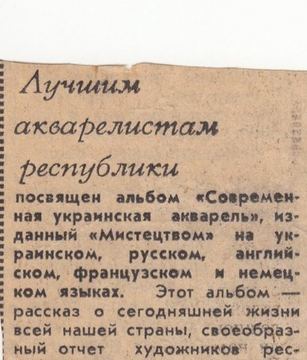 Лучшим
акварелистам
республики
посвящен альбом «Современ-
ная украинская акварель», из-
данный «Мистецтвом» на ук-
раинском, русском, англий-
ском, французском и немец-
ком языках. Этот альбом —
рассказ о сегодняшней жизни
всей нашей страны, своеобраз-
ный отчет художников рес-